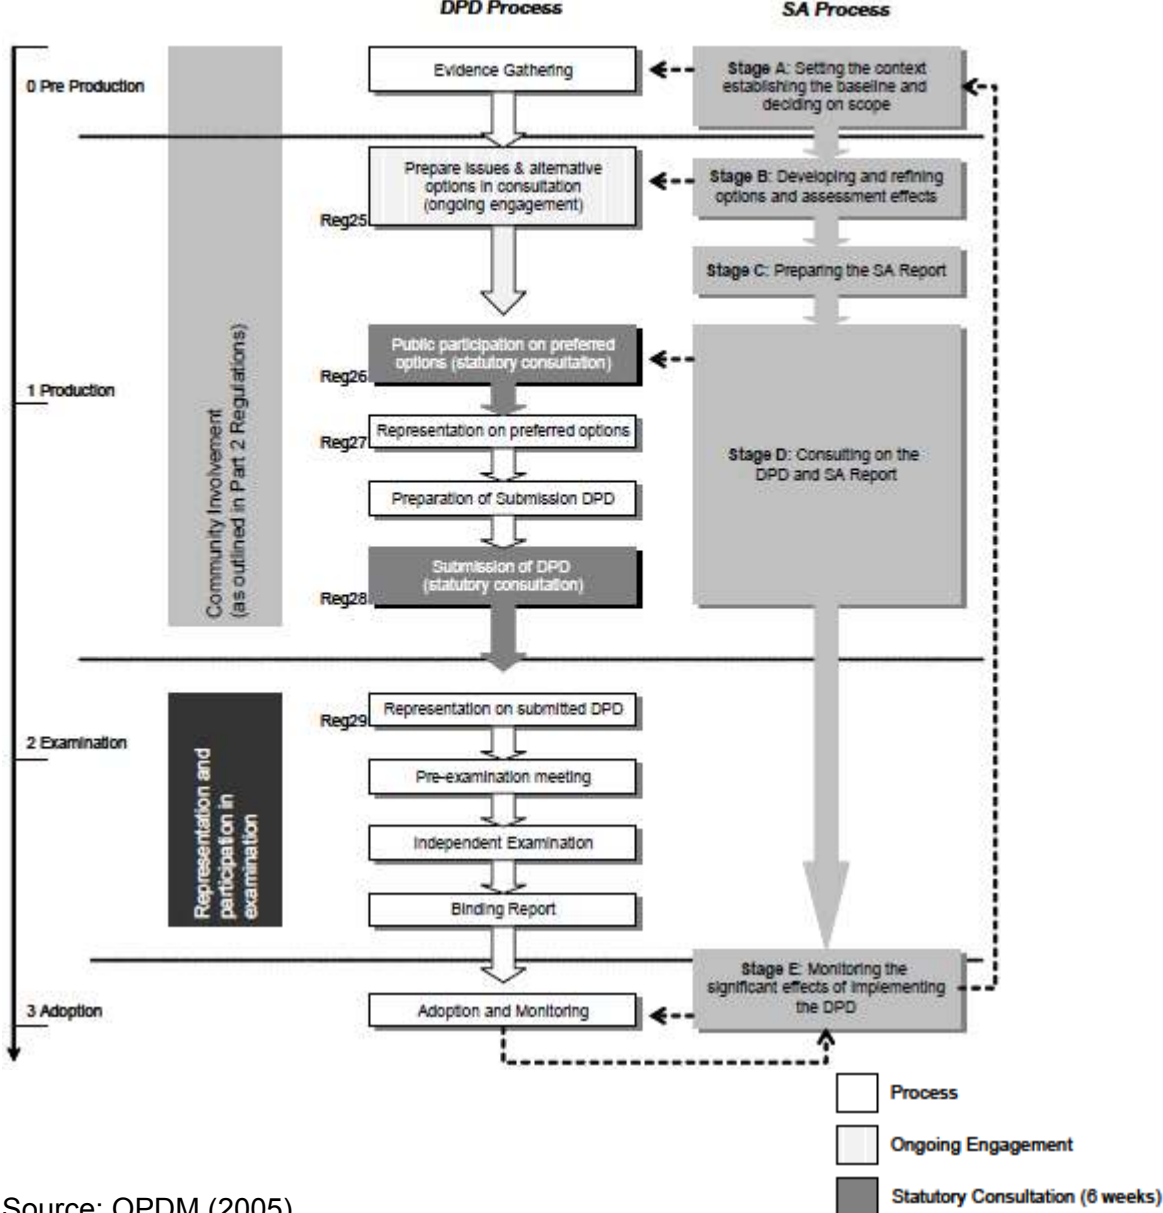 DPD Process
SA Process
0 Pre Production
Evidence Gathering
Stage A: Setting the context
establishing the baseline and
deciding on scope
Prepare Issues & alternative
options in consultation
(ongoing engagement)
Reg25
Stage B: Developing and refining
options and assessment effects
Stage C: Preparing the SA Report
1 Production
Community Involvement
(as outlined in Part 2 Regulations)
Public participation on preferred
options (statutory consultation)
Reg26
Representation on preferred options
Reg27
Preparation of Submission DPD
Submission of DPD
(statutory consultation)
Reg28
Stage D: Consulting on the
DPD and SA Report
2 Examination
Representation and
participation in
examination
Representation on submitted DPD
Reg29
Pre-examination meeting
Independent Examination
Binding Report
3 Adoption
Adoption and Monitoring
Stage E: Monitoring the
significant effects of implementing
the DPD
Process
Ongoing Engagement
Statutory Consultation (6 weeks)
Source: OPDM (2005)